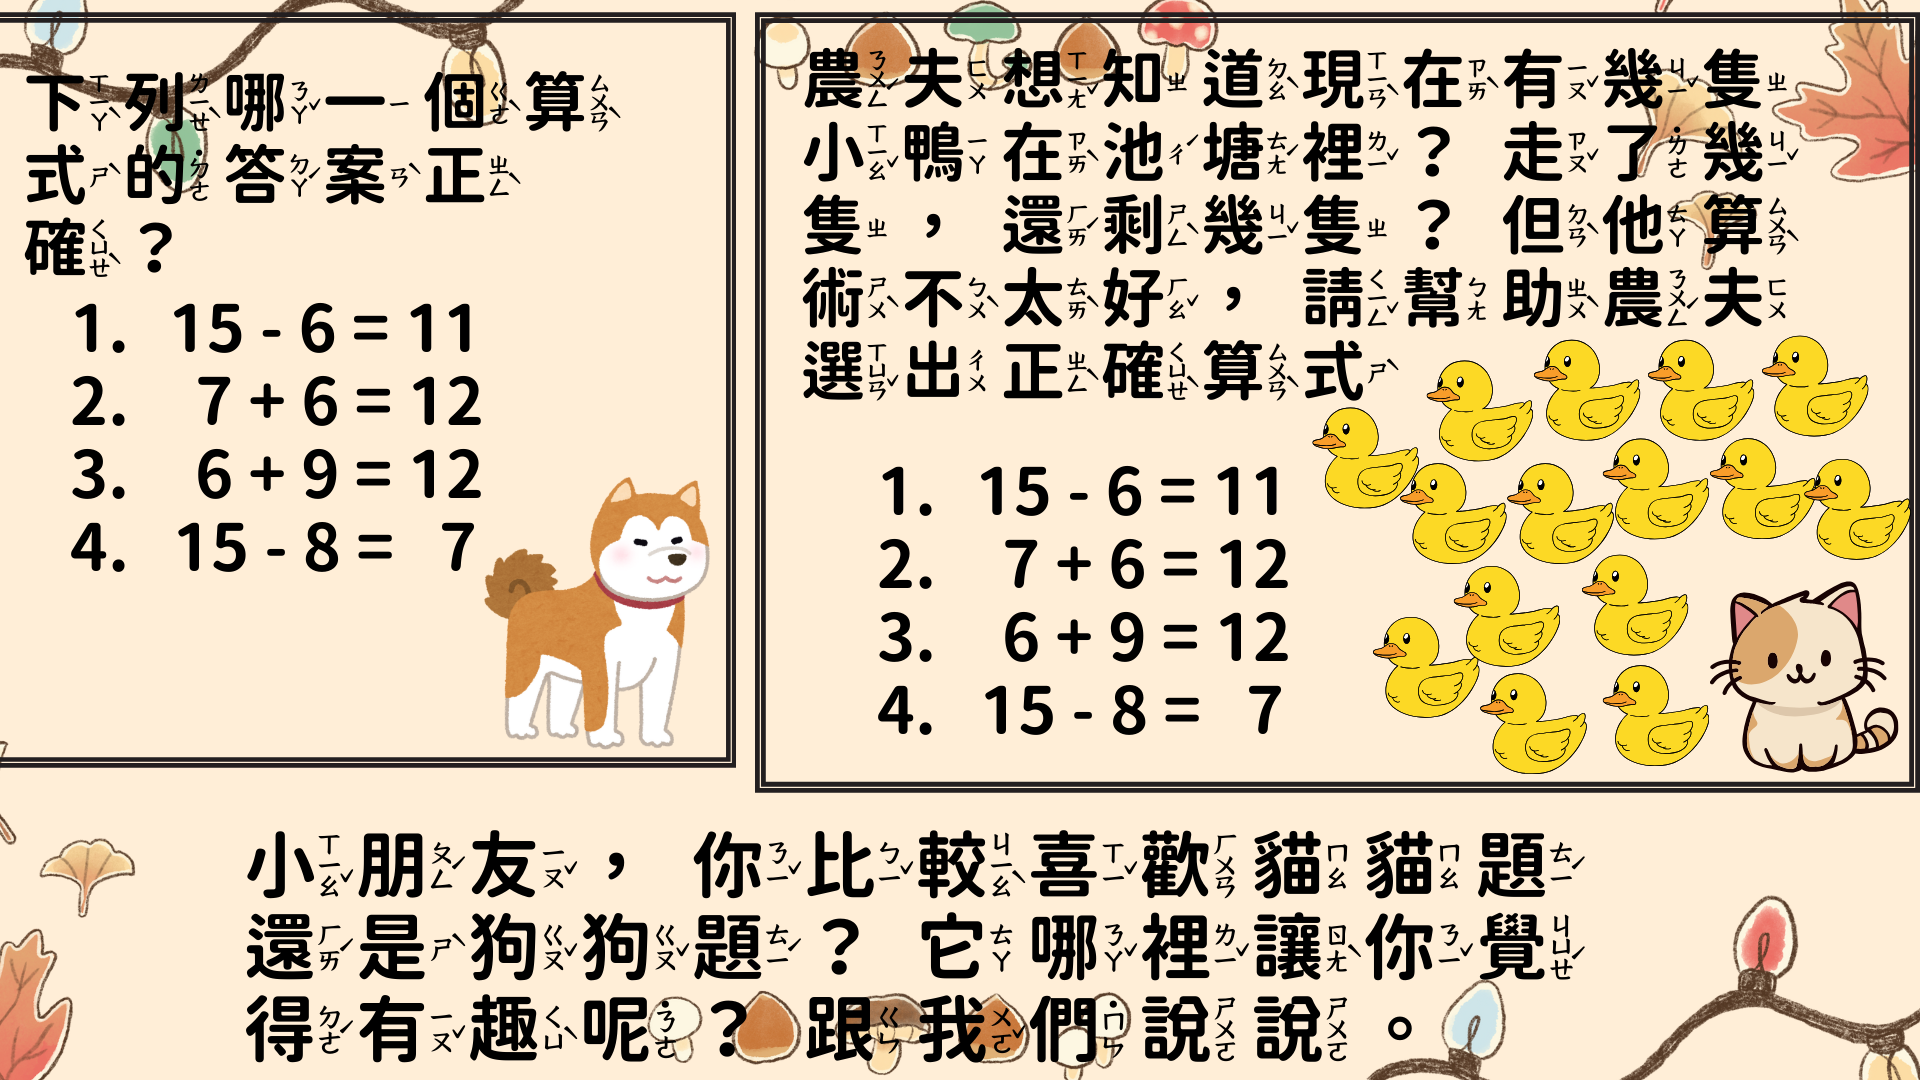 下列哪一個算
式的答案正
確？
1. 15 - 6 = 11
2. 7 + 6 = 12
3. 6 + 9 = 12
4. 15 - 8 = 7
農夫想知道現在有幾隻
小鴨在池塘裡？走了幾
隻，還剩幾隻？但他算
術不太好，請幫助農夫
選出正確算式
1. 15 - 6 = 11
2. 7 + 6 = 12
3. 6 + 9 = 12
4. 15 - 8 = 7
小朋友，你比較喜歡貓貓題
還是狗狗題？它哪裡讓你覺
得有趣呢？跟我們說說。